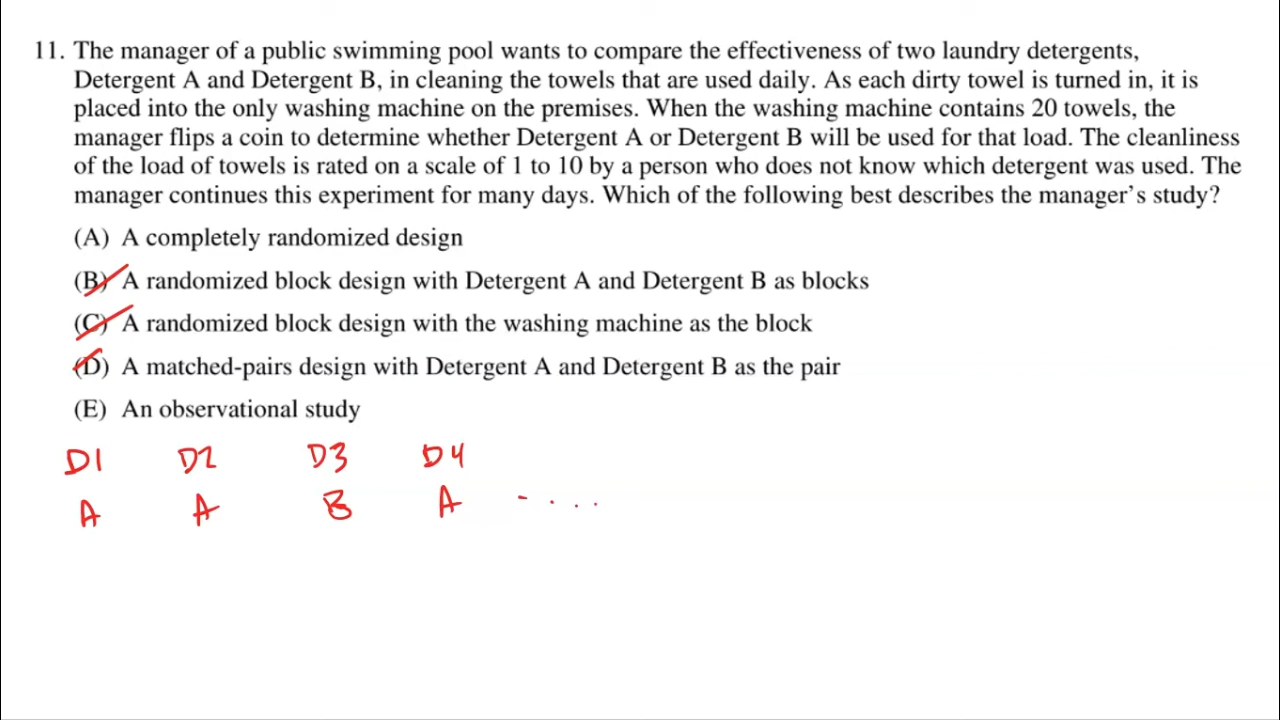 11. The manager of a public swimming pool wants to compare the effectiveness of two laundry detergents,
Detergent A and Detergent B, in cleaning the towels that are used daily. As each dirty towel is turned in, it is
placed into the only washing machine on the premises. When the washing machine contains 20 towels, the
manager flips a coin to determine whether Detergent A or Detergent B will be used for that load. The cleanliness
of the load of towels is rated on a scale of 1 to 10 by a person who does not know which detergent was used. The
manager continues this experiment for many days. Which of the following best describes the manager's study?
(A) A completely randomized design
(B) A randomized block design with Detergent A and Detergent B as blocks
(C) A randomized block design with the washing machine as the block
(D) A matched-pairs design with Detergent A and Detergent B as the pair
(E) An observational study
D1 D2 D3 D4
A A B A - . . .